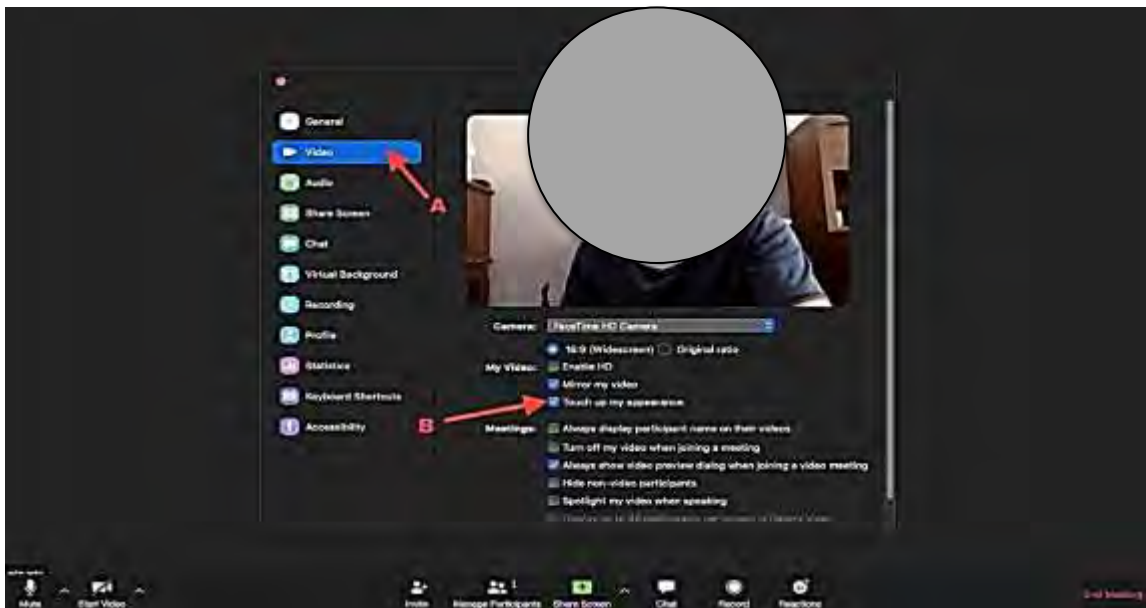 General
Video
A
Audio
Share Screen
Chat
Virtual Background
Recording
Profile
Statistics
Keyboard Shortcuts
Accessibility
Camera: FaceTime HD Camera
16:9 (Widescreen) Original ratio
My Video: Enable HD
Mirror my video
B Touch up my appearance
Meetings: Always display participant name on their videos
Turn off my video when joining a meeting
Always show video preview dialog when joining a video meeting
Hide non-video participants
Spotlight my video when speaking
1
Mute Start Video Invite Manage Participants Share Screen Chat Record Reactions End Meeting